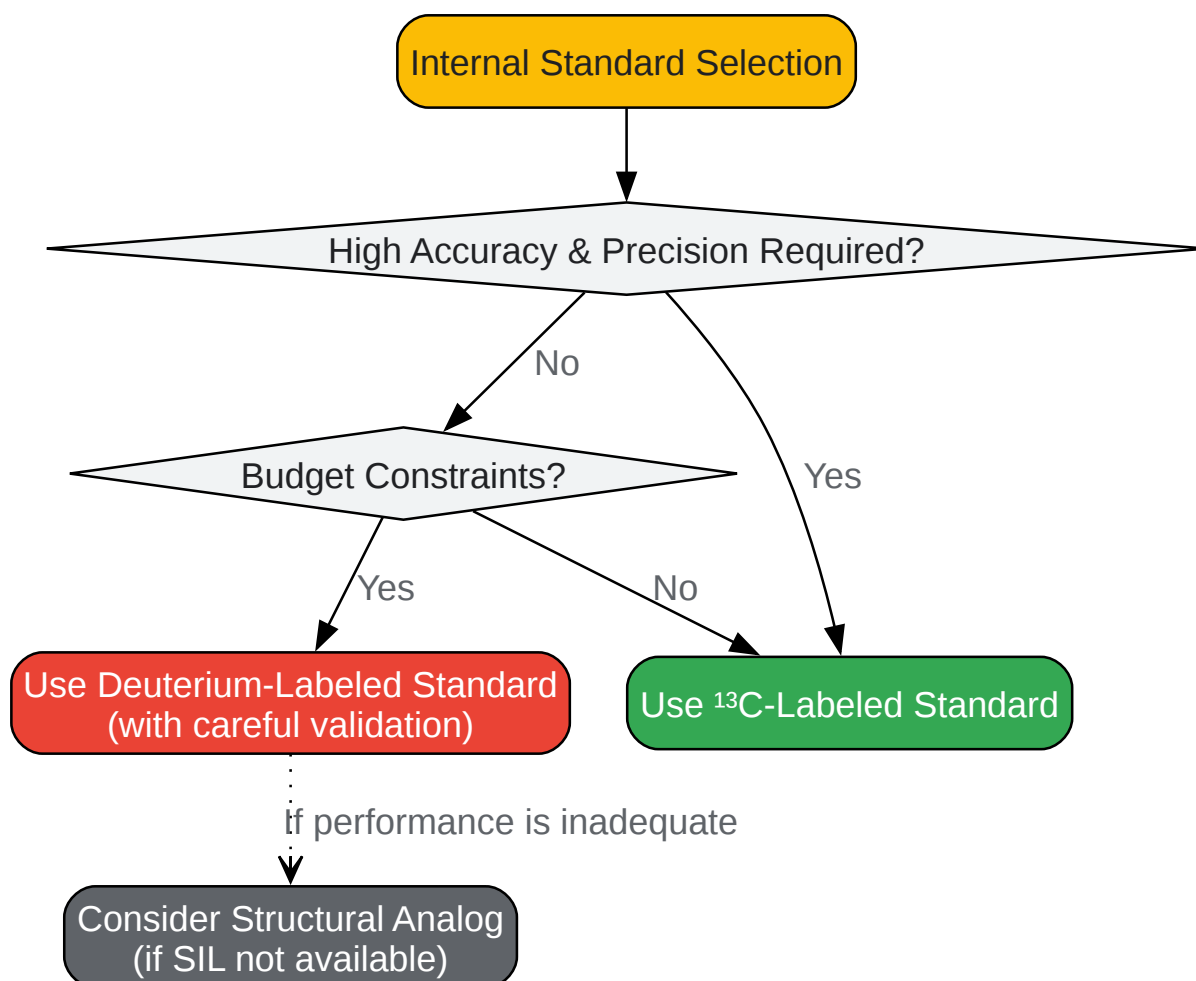 Internal Standard Selection
High Accuracy & Precision Required?
No
Yes
Budget Constraints?
Yes
No
Use Deuterium-Labeled Standard
(with careful validation)
Use ¹³C-Labeled Standard
If performance is inadequate
Consider Structural Analog
(if SIL not available)